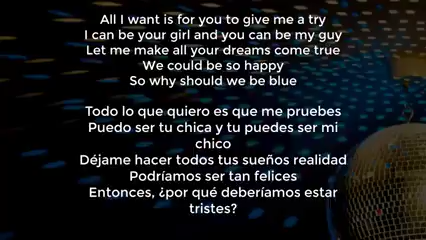 All I want is for you to give me a try
I can be your girl and you can be my guy
Let me make all your dreams come true
We could be so happy
So why should we be blue
Todo lo que quiero es que me pruebes
Puedo ser tu chica y tu puedes ser mi
chico
Déjame hacer todos tus sueños realidad
Podríamos ser tan felices
Entonces, ¿por qué deberíamos estar
tristes?